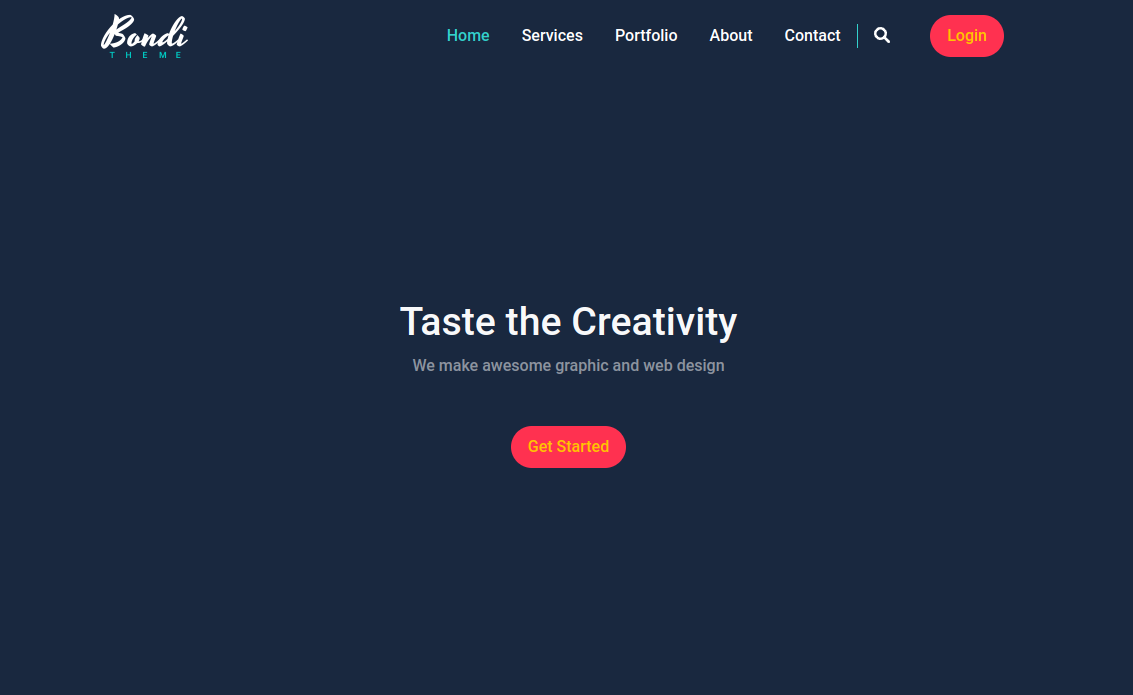 Bondi
THEME
Home Services Portfolio About Contact Login
Taste the Creativity
We make awesome graphic and web design
Get Started